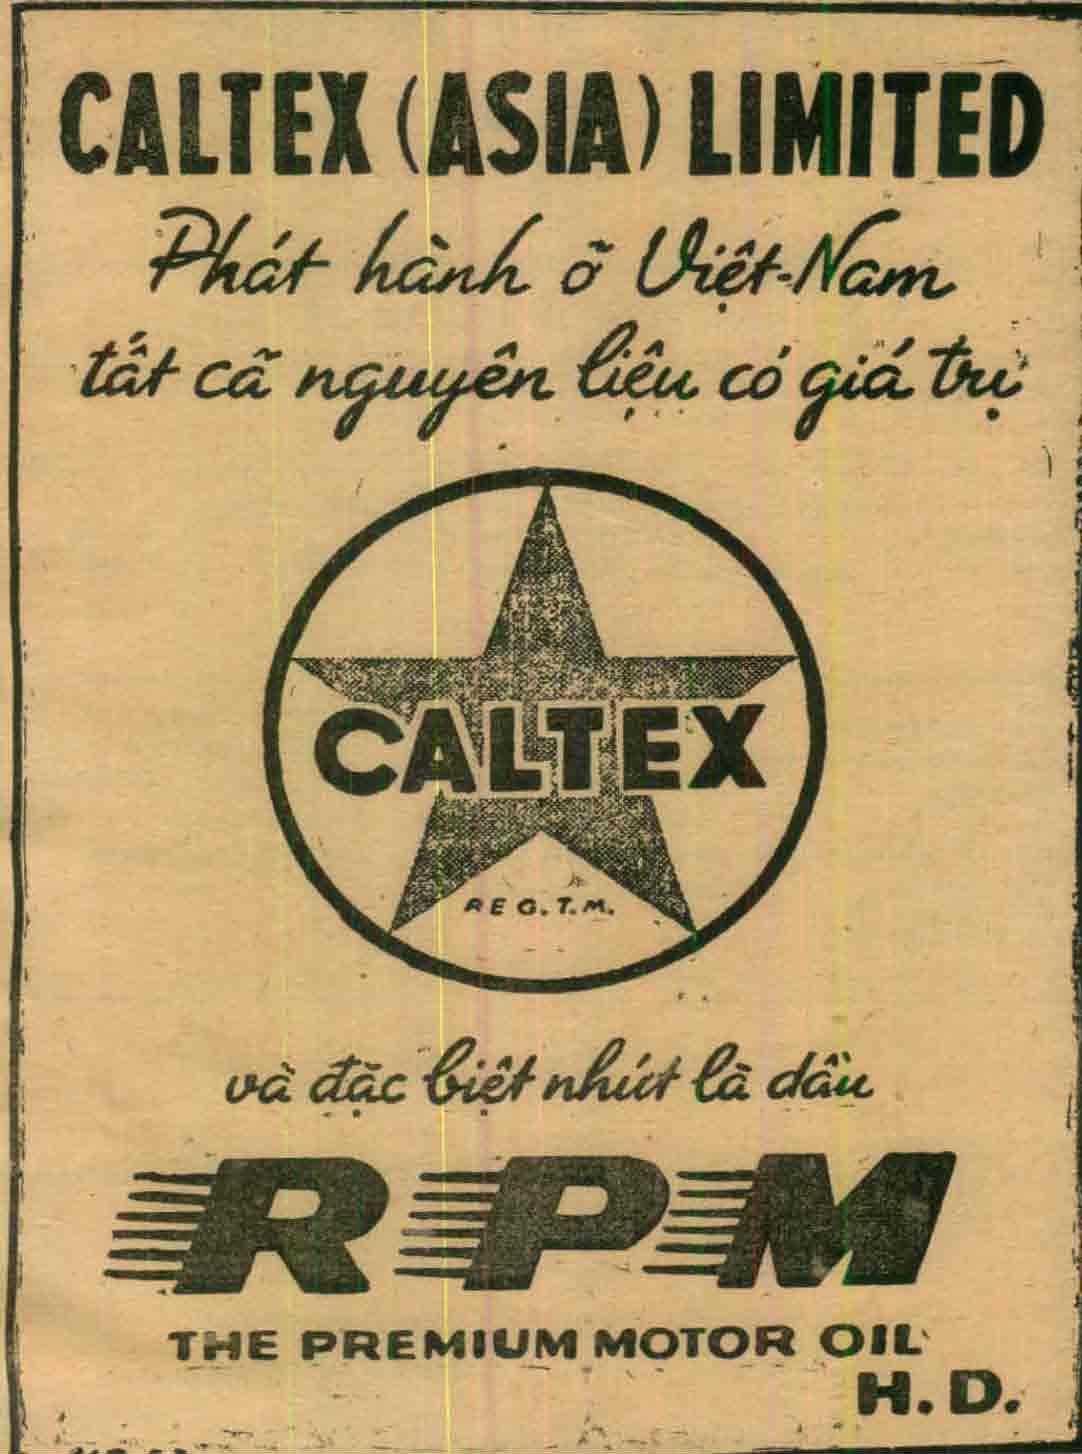 CALTEX (ASIA) LIMITED
Phát hành ở Việt-Nam
tất cã nguyên liệu có giá trị
CALTEX
REG. T.M.
và đặc biệt nhứt là dầu
RPM
THE PREMIUM MOTOR OIL
H.D.